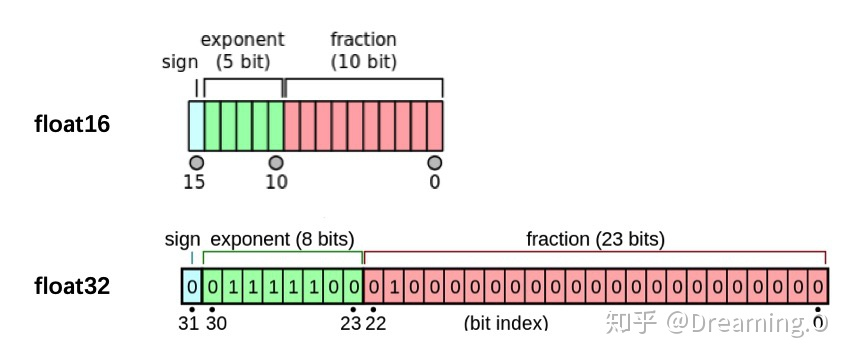 exponent fraction
sign (5 bit) (10 bit)
float16
15 10 0
sign exponent (8 bits) fraction (23 bits)
float32 0 0 1 1 1 1 1 0 0 0 1 0 0 0 0 0 0 0 0 0 0 0 0 0 0 0 0 0 0 0 0 0
31 30 23 22 (bit index) 0
知乎 @Dreaming.O